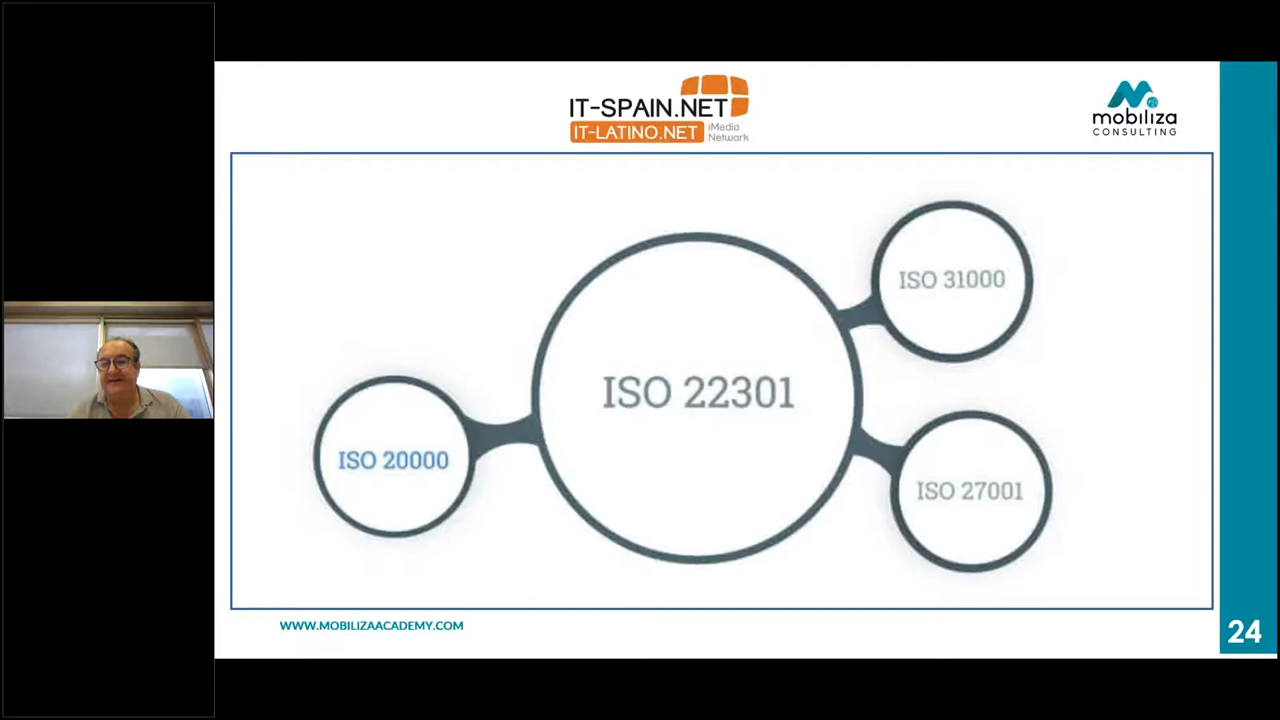 IT-SPAIN.NET
IT-LATINO.NET
iMedia
Network
mobiliza
CONSULTING
ISO 31000
ISO 22301
ISO 20000
ISO 27001
WWW.MOBILIZAACADEMY.COM
24